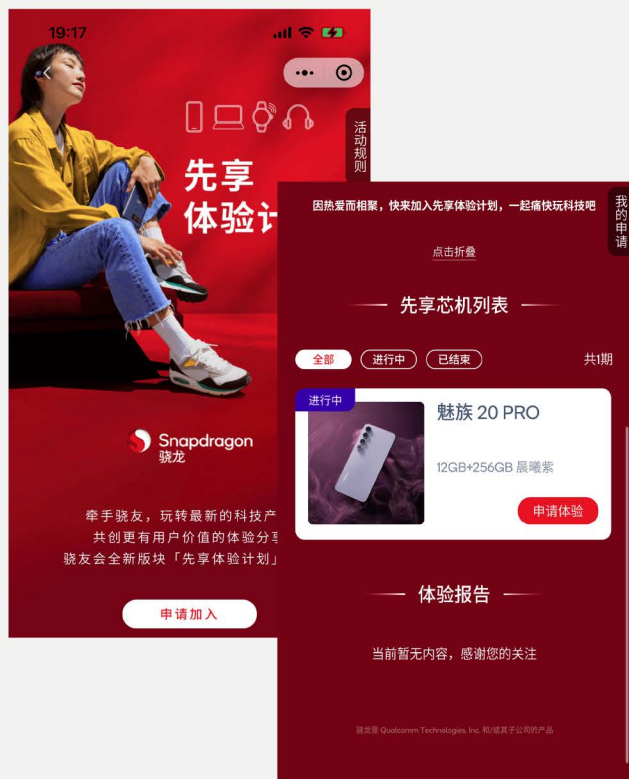 19:17
活动规则
先享
体验计
Snapdragon
骁龙
牵手骁友，玩转最新的科技产
共创更有用户价值的体验分享
骁友会全新版块「先享体验计划」
申请加入
因热爱而相聚，快来加入先享体验计划，一起痛快玩科技吧
我的申请
点击折叠
先享芯机列表
全部
进行中
已结束
共1期
进行中
魅族 20 PRO
12GB+256GB 晨曦紫
申请体验
体验报告
当前暂无内容，感谢您的关注
骁龙是 Qualcomm Technologies, Inc. 和/或其子公司的产品